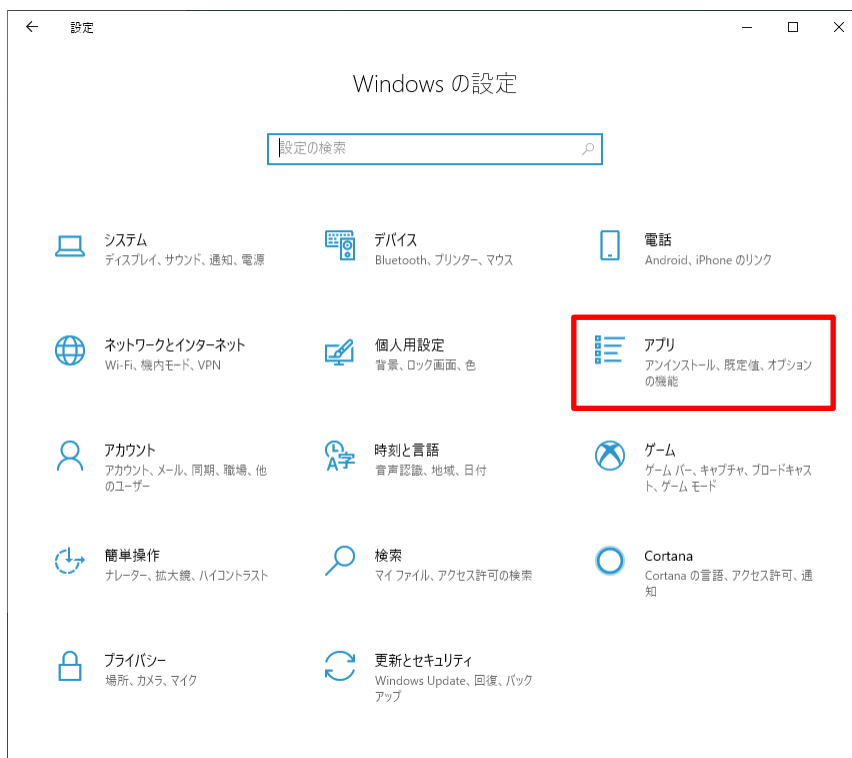 設定
Windows の設定
設定の検索
システム
ディスプレイ、サウンド、通知、電源
デバイス
Bluetooth、プリンター、マウス
電話
Android、iPhone のリンク
ネットワークとインターネット
Wi-Fi、機内モード、VPN
個人用設定
背景、ロック画面、色
アプリ
アンインストール、既定値、オプション
の機能
アカウント
アカウント、メール、同期、職場、他
のユーザー
時刻と言語
音声認識、地域、日付
ゲーム
ゲーム バー、キャプチャ、ブロードキャス
ト、ゲーム モード
簡単操作
ナレーター、拡大鏡、ハイコントラスト
検索
マイ ファイル、アクセス許可の検索
Cortana
Cortana の言語、アクセス許可、通
知
プライバシー
場所、カメラ、マイク
更新とセキュリティ
Windows Update、回復、バック
アップ